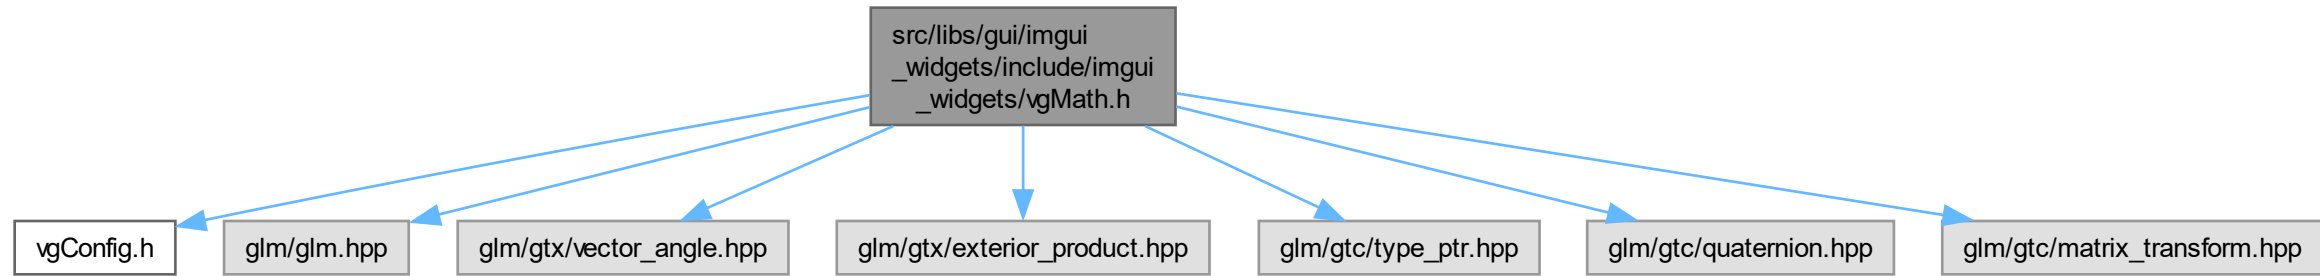 src/libs/gui/imgui
_widgets/include/imgui
_widgets/vgMath.h
vgConfig.h
glm/glm.hpp
glm/gtx/vector_angle.hpp
glm/gtx/exterior_product.hpp
glm/gtc/type_ptr.hpp
glm/gtc/quaternion.hpp
glm/gtc/matrix_transform.hpp